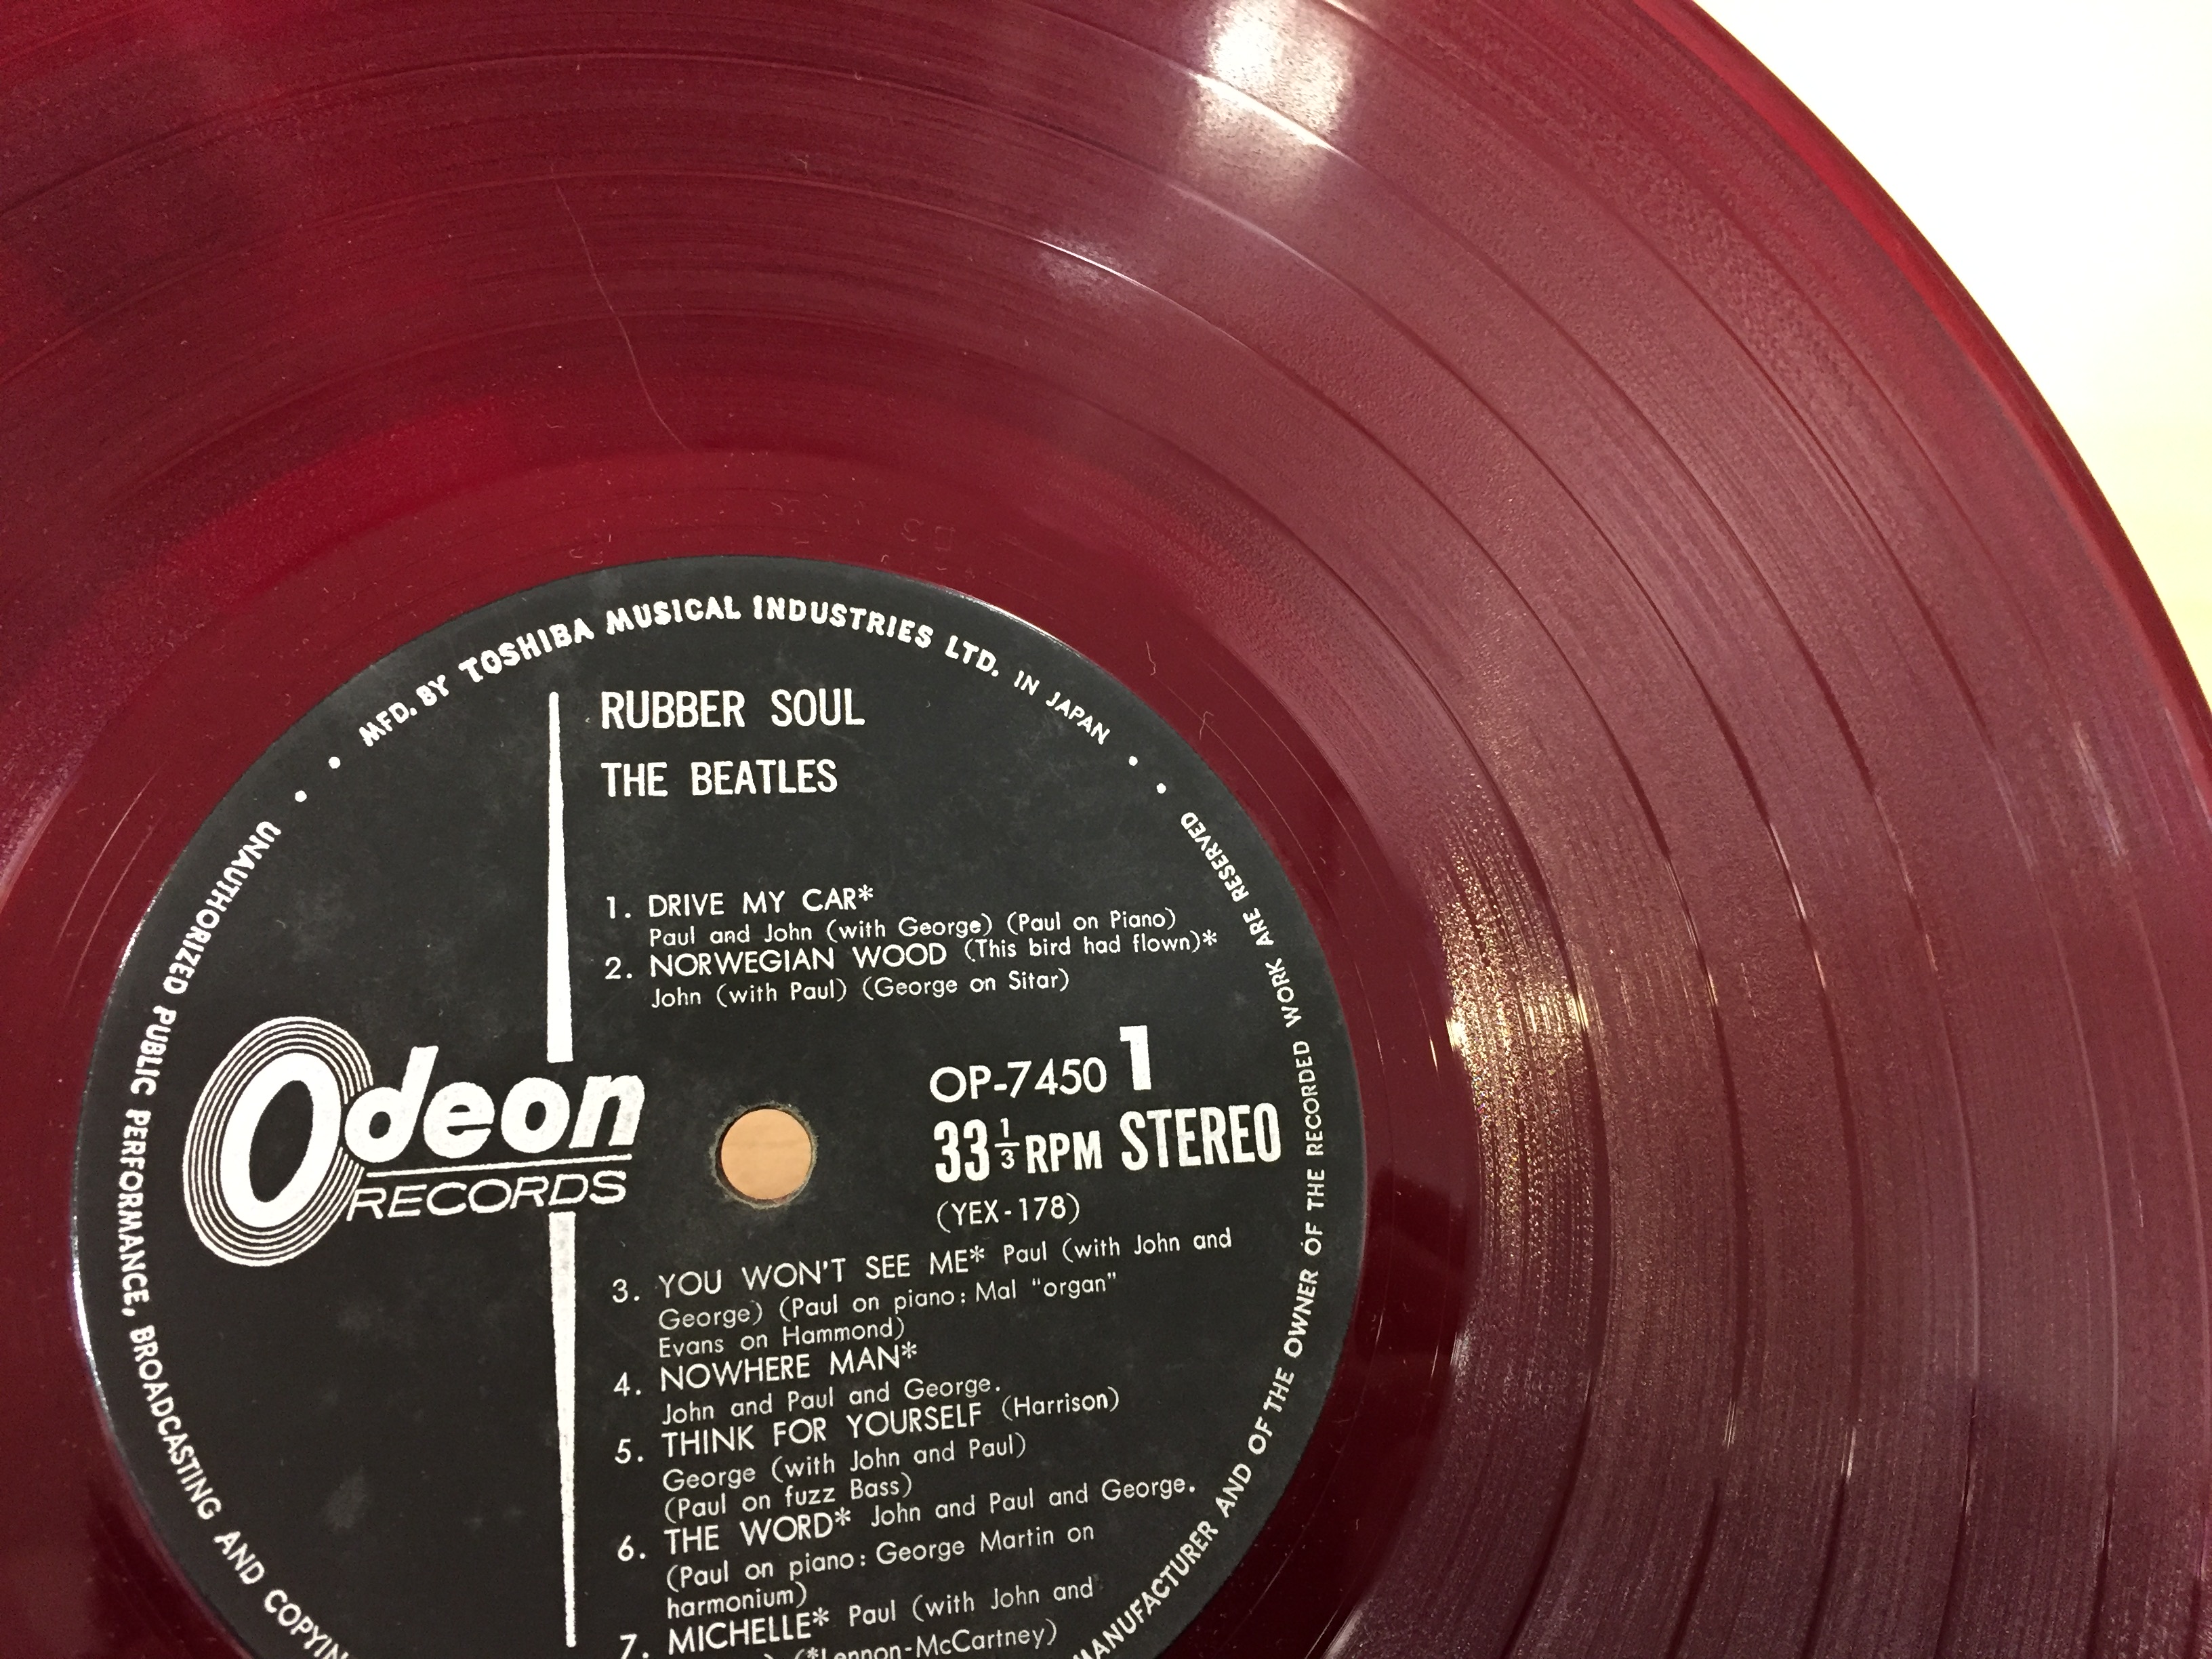 MFD. BY TOSHIBA MUSICAL INDUSTRIES LTD. IN JAPAN
RUBBER SOUL
THE BEATLES
1. DRIVE MY CAR*
Paul and John (with George) (Paul on Piano)
2. NORWEGIAN WOOD (This bird had flown)*
John (with Paul) (George on Sitar)
Odeon
RECORDS
OP-7450 1
33 1/3 RPM STEREO
(YEX-178)
3. YOU WON'T SEE ME* Paul (with John and
George) (Paul on piano: Mal "organ"
Evans on Hammond)
4. NOWHERE MAN*
John and Paul and George.
5. THINK FOR YOURSELF (Harrison)
George (with John and Paul)
(Paul on fuzz Bass)
6. THE WORD* John and Paul and George.
(Paul on piano: George Martin on
harmonium)
7. MICHELLE* Paul (with John and
(*Lennon-McCartney)
MANUFACTURER AND OF THE OWNER OF THE RECORDED WORK ARE RESERVED
UNAUTHORIZED PUBLIC PERFORMANCE, BROADCASTING AND COPYIN